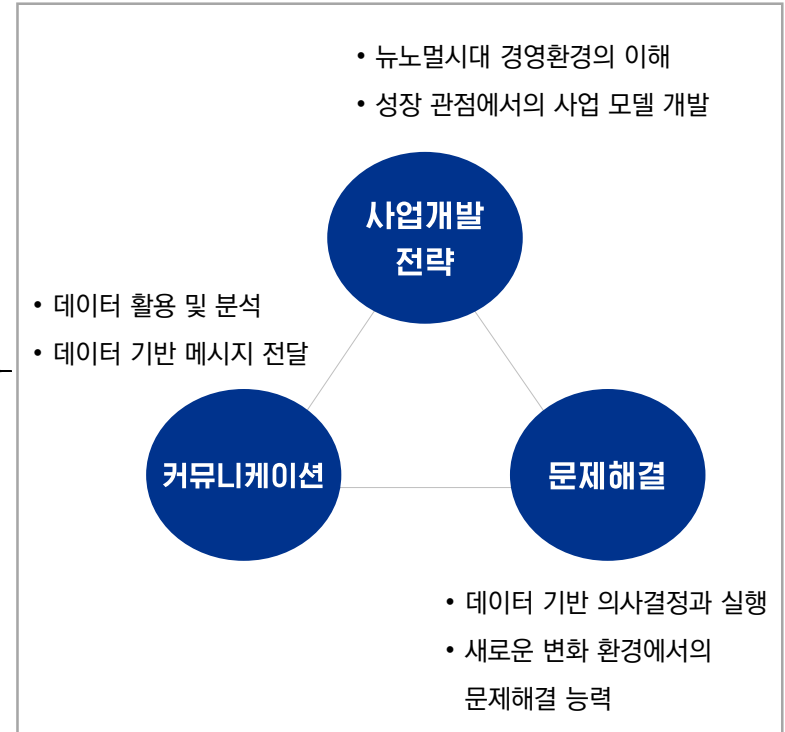 • 뉴노멀시대 경영환경의 이해
• 성장 관점에서의 사업 모델 개발
사업개발
전략
• 데이터 활용 및 분석
• 데이터 기반 메시지 전달
커뮤니케이션
문제해결
• 데이터 기반 의사결정과 실행
• 새로운 변화 환경에서의
문제해결 능력